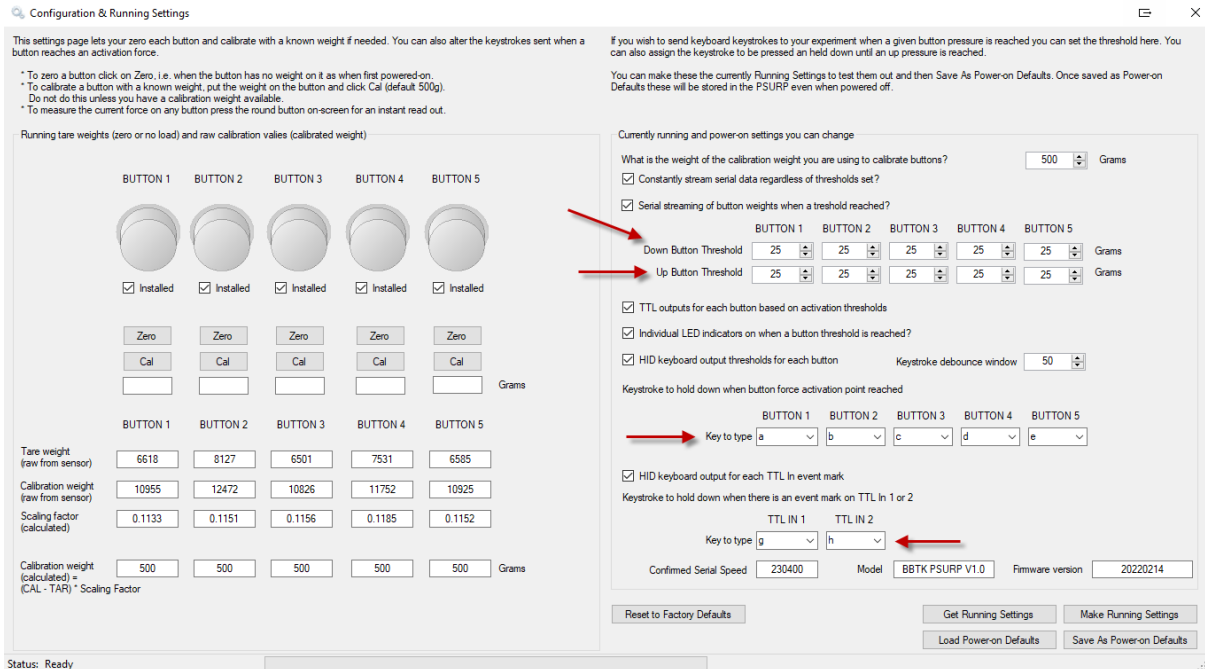 Configuration & Running Settings
This settings page lets your zero each button and calibrate with a known weight if needed. You can also alter the keystrokes sent when a
button reaches an activation force.
* To zero a button click on Zero, i.e. when the button has no weight on it as when first powered-on.
* To calibrate a button with a known weight, put the weight on the button and click Cal (default 500g).
Do not do this unless you have a calibration weight available.
* To measure the current force on any button press the round button on-screen for an instant read out.
If you wish to send keyboard keystrokes to your experiment when a given button pressure is reached you can set the threshold here. You
can also assign the keystroke to be pressed an held down until an up pressure is reached.
You can make these the currently Running Settings to test them out and then Save As Power-on Defaults. Once saved as Power-on
Defaults these will be stored in the PSURP even when powered off.
Running tare weights (zero or no load) and raw calibration valies (calibrated weight)
BUTTON 1 BUTTON 2 BUTTON 3 BUTTON 4 BUTTON 5
Installed Installed Installed Installed Installed
Zero Zero Zero Zero Zero
Cal Cal Cal Cal Cal
Grams
BUTTON 1 BUTTON 2 BUTTON 3 BUTTON 4 BUTTON 5
Tare weight
(raw from sensor)
6618 8127 6501 7531 6585
Calibration weight
(raw from sensor)
10955 12472 10826 11752 10925
Scaling factor
(calculated)
0.1133 0.1151 0.1156 0.1185 0.1152
Calibration weight
(calculated) =
(CAL - TAR) * Scaling Factor
500 500 500 500 500 Grams
Currently running and power-on settings you can change
What is the weight of the calibration weight you are using to calibrate buttons? 500 Grams
Constantly stream serial data regardless of thresholds set?
Serial streaming of button weights when a treshold reached?
BUTTON 1 BUTTON 2 BUTTON 3 BUTTON 4 BUTTON 5
Down Button Threshold 25 25 25 25 25 Grams
Up Button Threshold 25 25 25 25 25 Grams
TTL outputs for each button based on activation thresholds
Individual LED indicators on when a button threshold is reached?
HID keyboard output thresholds for each button Keystroke debounce window 50
Keystroke to hold down when button force activation point reached
BUTTON 1 BUTTON 2 BUTTON 3 BUTTON 4 BUTTON 5
Key to type a b c d e
HID keyboard output for each TTL In event mark
Keystroke to hold down when there is an event mark on TTL In 1 or 2
TTL IN 1 TTL IN 2
Key to type g h
Confirmed Serial Speed 230400 Model BBTK PSURP V1.0 Firmware version 20220214
Reset to Factory Defaults Get Running Settings Make Running Settings
Load Power-on Defaults Save As Power-on Defaults
Status: Ready